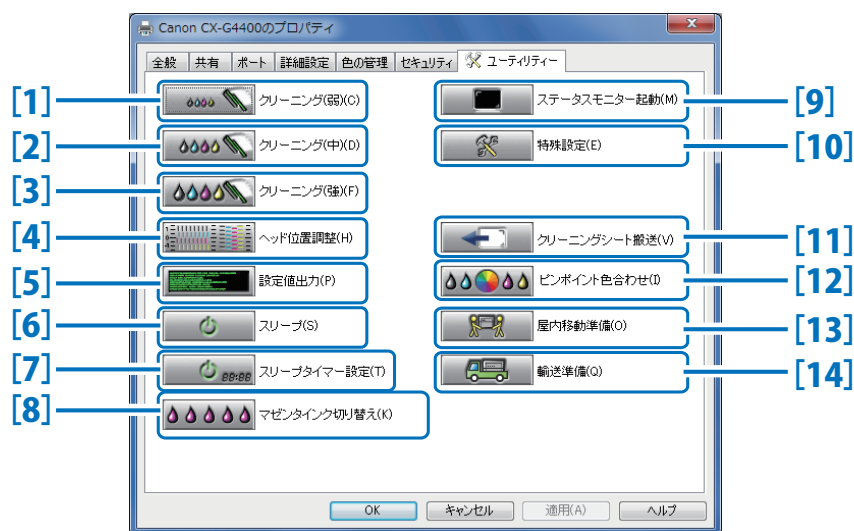 Canon CX-G4400のプロパティ
全般 共有 ポート 詳細設定 色の管理 セキュリティ ユーティリティー
[1] クリーニング(弱)(C)
[2] クリーニング(中)(D)
[3] クリーニング(強)(F)
[4] ヘッド位置調整(H)
[5] 設定値出力(P)
[6] スリープ(S)
[7] 88:88 スリープタイマー設定(T)
[8] マゼンタインク切り替え(K)
ステータスモニター起動(M) [9]
特殊設定(E) [10]
クリーニングシート搬送(V) [11]
ピンポイント色合わせ(I) [12]
屋内移動準備(O) [13]
輸送準備(Q) [14]
OK キャンセル 適用(A) ヘルプ